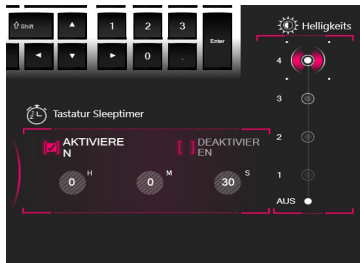 ⇧ Shift
1 2 3
Enter
0 .
Helligkeits
4
3
2
1
AUS
Tastatur Sleeptimer
AKTIVIERE
N
DEAKTIVIER
EN
0 H 0 M 30 S